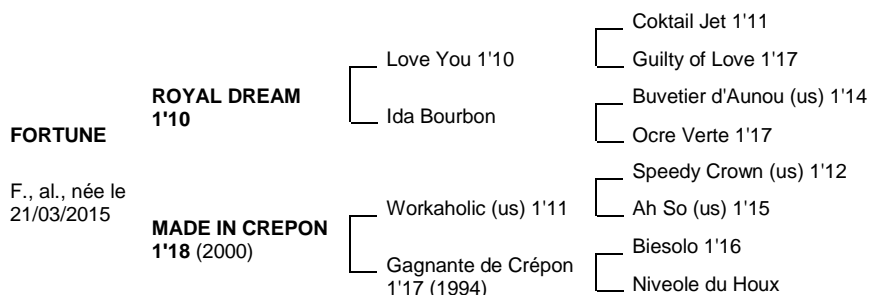 FORTUNE
F., al., née le
21/03/2015
ROYAL DREAM
1'10
MADE IN CREPON
1'18 (2000)
Love You 1'10
Ida Bourbon
Workaholic (us) 1'11
Gagnante de Crépon
1'17 (1994)
Coktail Jet 1'11
Guilty of Love 1'17
Buvetier d'Aunou (us) 1'14
Ocre Verte 1'17
Speedy Crown (us) 1'12
Ah So (us) 1'15
Biesolo 1'16
Niveole du Houx